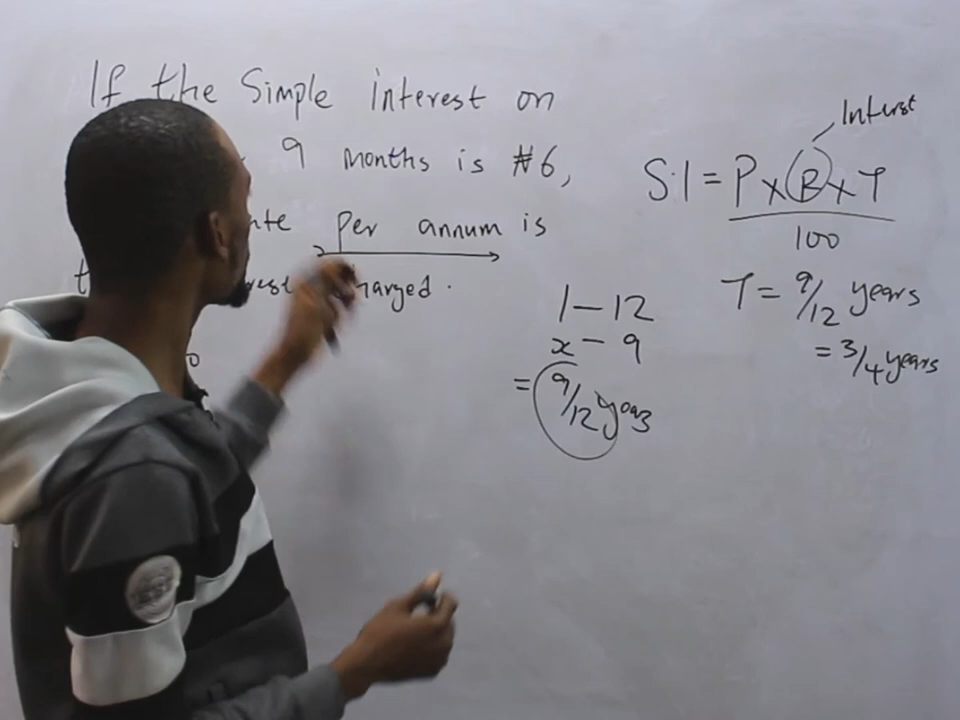 If the Simple interest on
9 months is ₦6,
per annum is
charged.
S.I = P x R x T
100
Interst
T = 9/12 years
= 3/4 years
1 – 12
x – 9
= 9/12 years